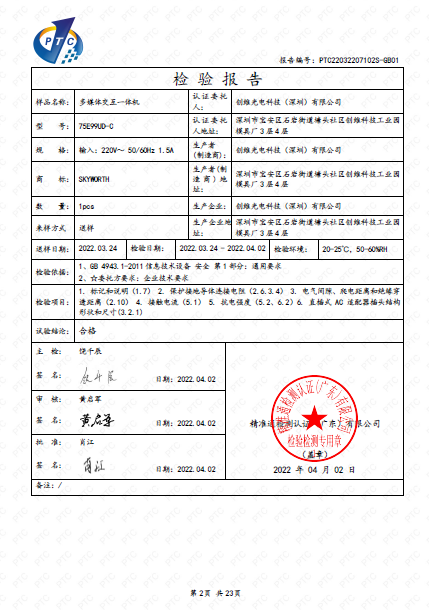 PTC
报告编号：PTC22032207102S-GB01
检 验 报 告
样品名称： 多媒体交互一体机 认证委托人： 创维光电科技（深圳）有限公司
型 号： 75E99UD-C 认证委托人地址： 深圳市宝安区石岩街道塘头社区创维科技工业园模具厂 3 层 4 层
规 格： 输入：220V～ 50/60Hz 1.5A 生产者(制造商)： 创维光电科技（深圳）有限公司
商 标： SKYWORTH 生产者(制造商）地址： 深圳市宝安区石岩街道塘头社区创维科技工业园模具厂 3 层 4 层
数 量： 1pcs 生产企业： 创维光电科技（深圳）有限公司
来样方式 送样 生产企业地址： 深圳市宝安区石岩街道塘头社区创维科技工业园模具厂 3 层 4 层
送样日期： 2022.03.24 检验日期： 2022.03.24 - 2022.04.02 检验环境： 20-25℃, 50-60%RH
检验依据： 1、GB 4943.1-2011 信息技术设备 安全 第 1 部分：通用要求
2、☆委托方要求：企业技术要求
检验项目： 1. 标记和说明 (1.7) 2. 保护接地导体连接电阻 (2.6.3.4) 3. 电气间隙、爬电距离和绝缘穿
透距离 (2.10) 4. 接触电流 (5.1) 5. 抗电强度 (5.2、6.2) 6. 直插式 AC 适配器插头结构
形状和尺寸(3.2.1)
试验结论： 合格
主 检： 饶千辰
签 名： 日期：2022.04.02
审 核： 黄启军
签 名： 黄启军 日期：2022.04.02
批 准： 肖江
签 名： 肖江 日期：2022.04.02
精准通检测认证（广东）有限公司
检验检测专用章
精准通检测认证（广东）有限公司
（盖章）
2022 年 04 月 02 日
备注：/
第 2 页 共 23 页